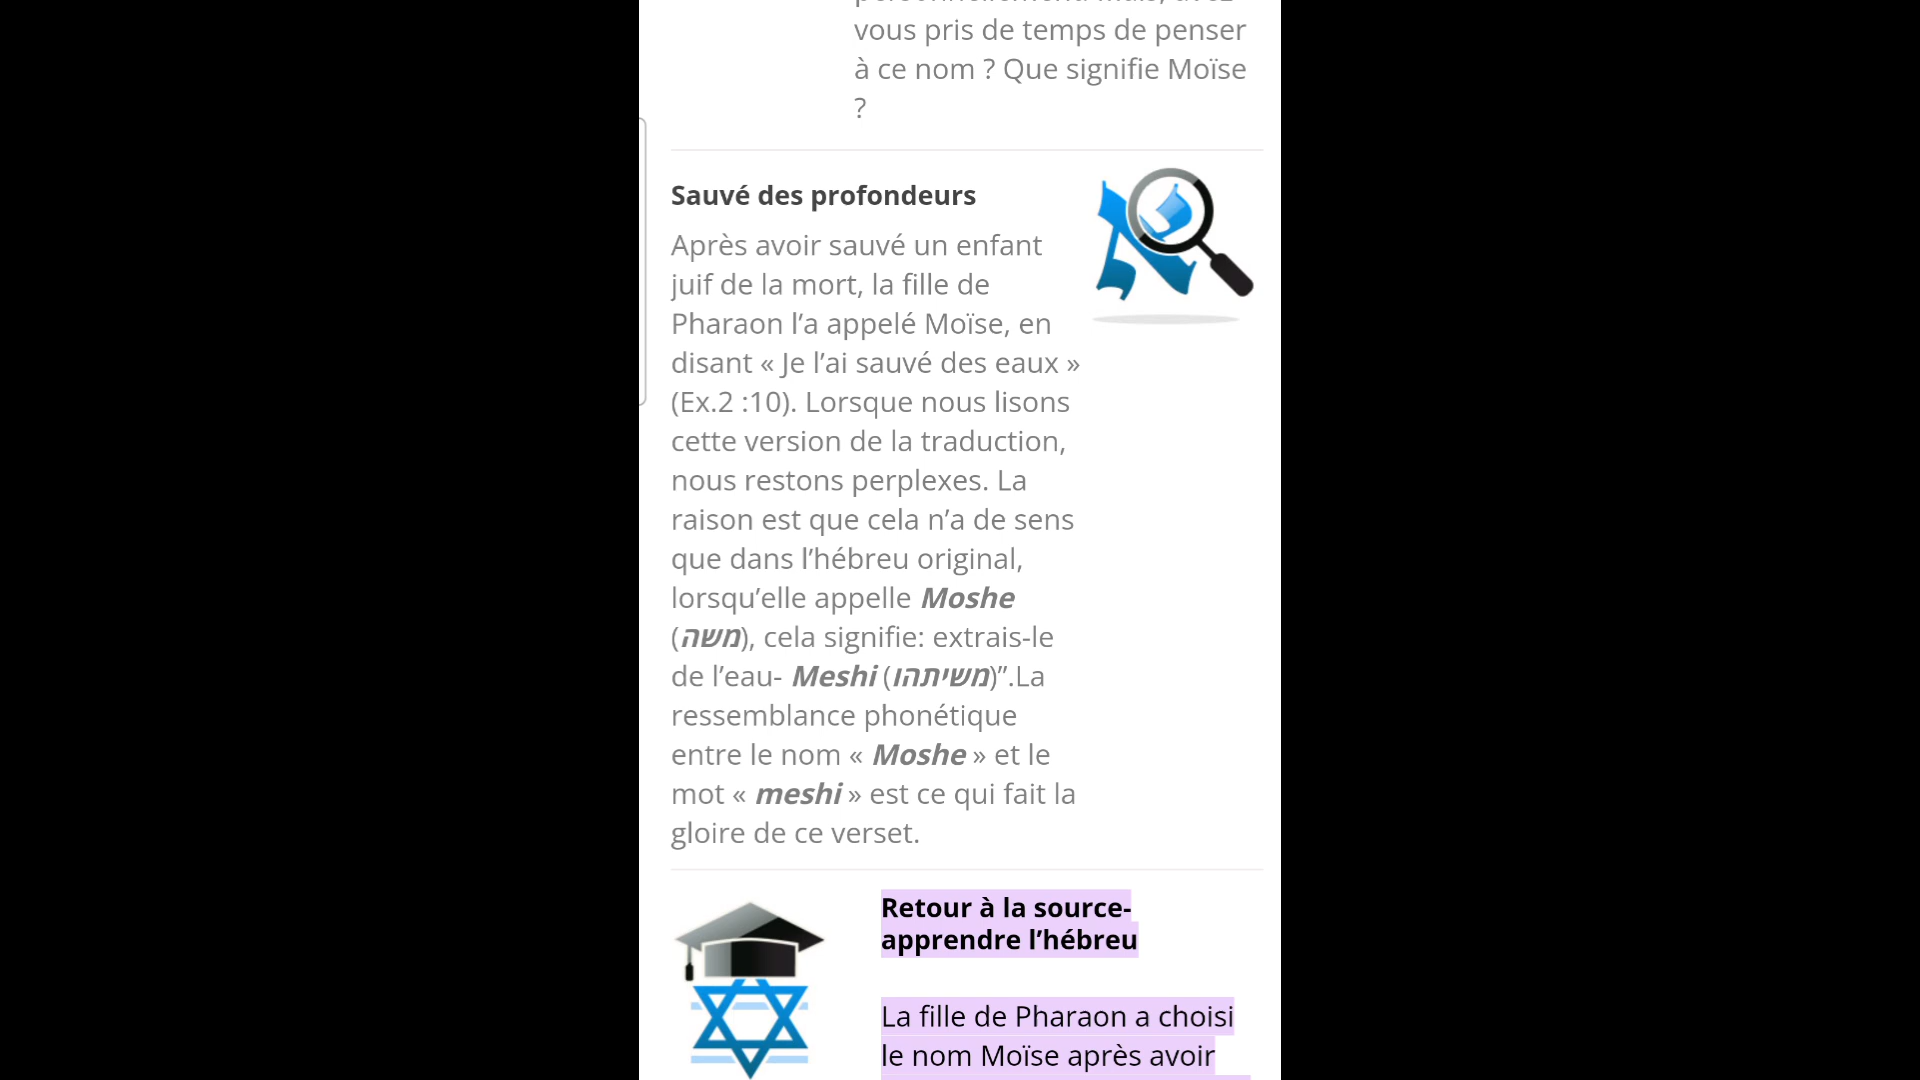 vous pris de temps de penser
à ce nom ? Que signifie Moïse
?
Sauvé des profondeurs
Après avoir sauvé un enfant
juif de la mort, la fille de
Pharaon l’a appelé Moïse, en
disant « Je l’ai sauvé des eaux »
(Ex.2 :10). Lorsque nous lisons
cette version de la traduction,
nous restons perplexes. La
raison est que cela n’a de sens
que dans l’hébreu original,
lorsqu’elle appelle Moshe
(משה), cela signifie: extrais-le
de l’eau- Meshi (משיתהו)”.La
ressemblance phonétique
entre le nom « Moshe » et le
mot « meshi » est ce qui fait la
gloire de ce verset.
Retour à la source-
apprendre l’hébreu
La fille de Pharaon a choisi
le nom Moïse après avoir